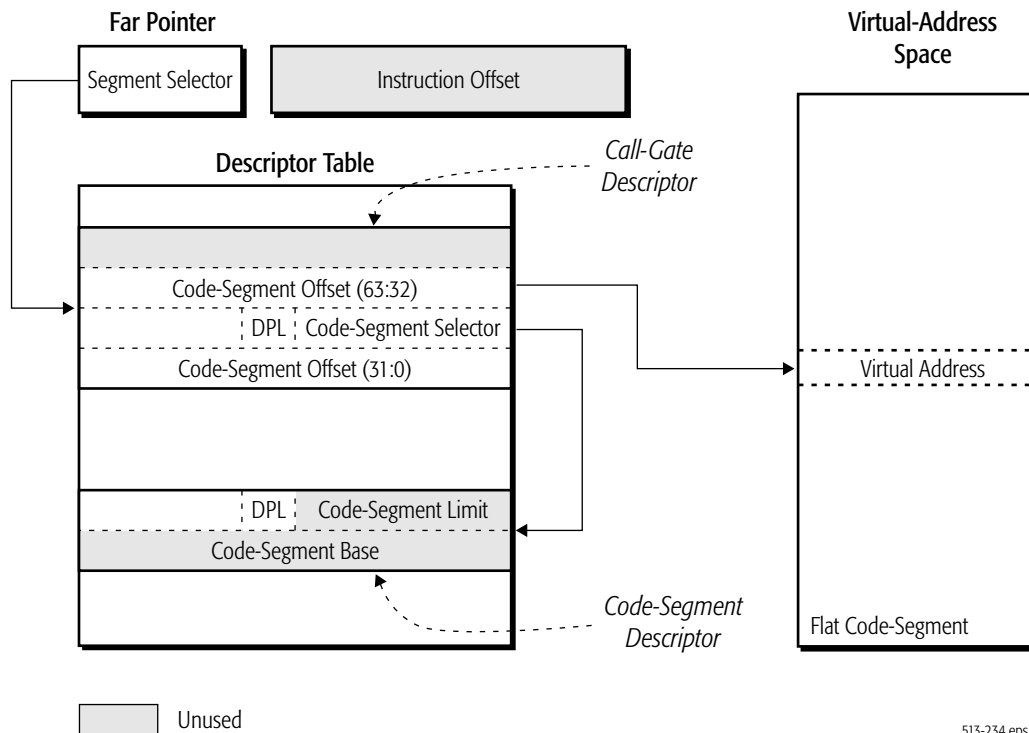 Far Pointer
Virtual-Address
Space
Segment Selector
Instruction Offset
Descriptor Table
Call-Gate
Descriptor
Code-Segment Offset (63:32)
DPL
Code-Segment Selector
Code-Segment Offset (31:0)
Virtual Address
DPL
Code-Segment Limit
Code-Segment Base
Code-Segment
Descriptor
Flat Code-Segment
Unused
513-234.eps